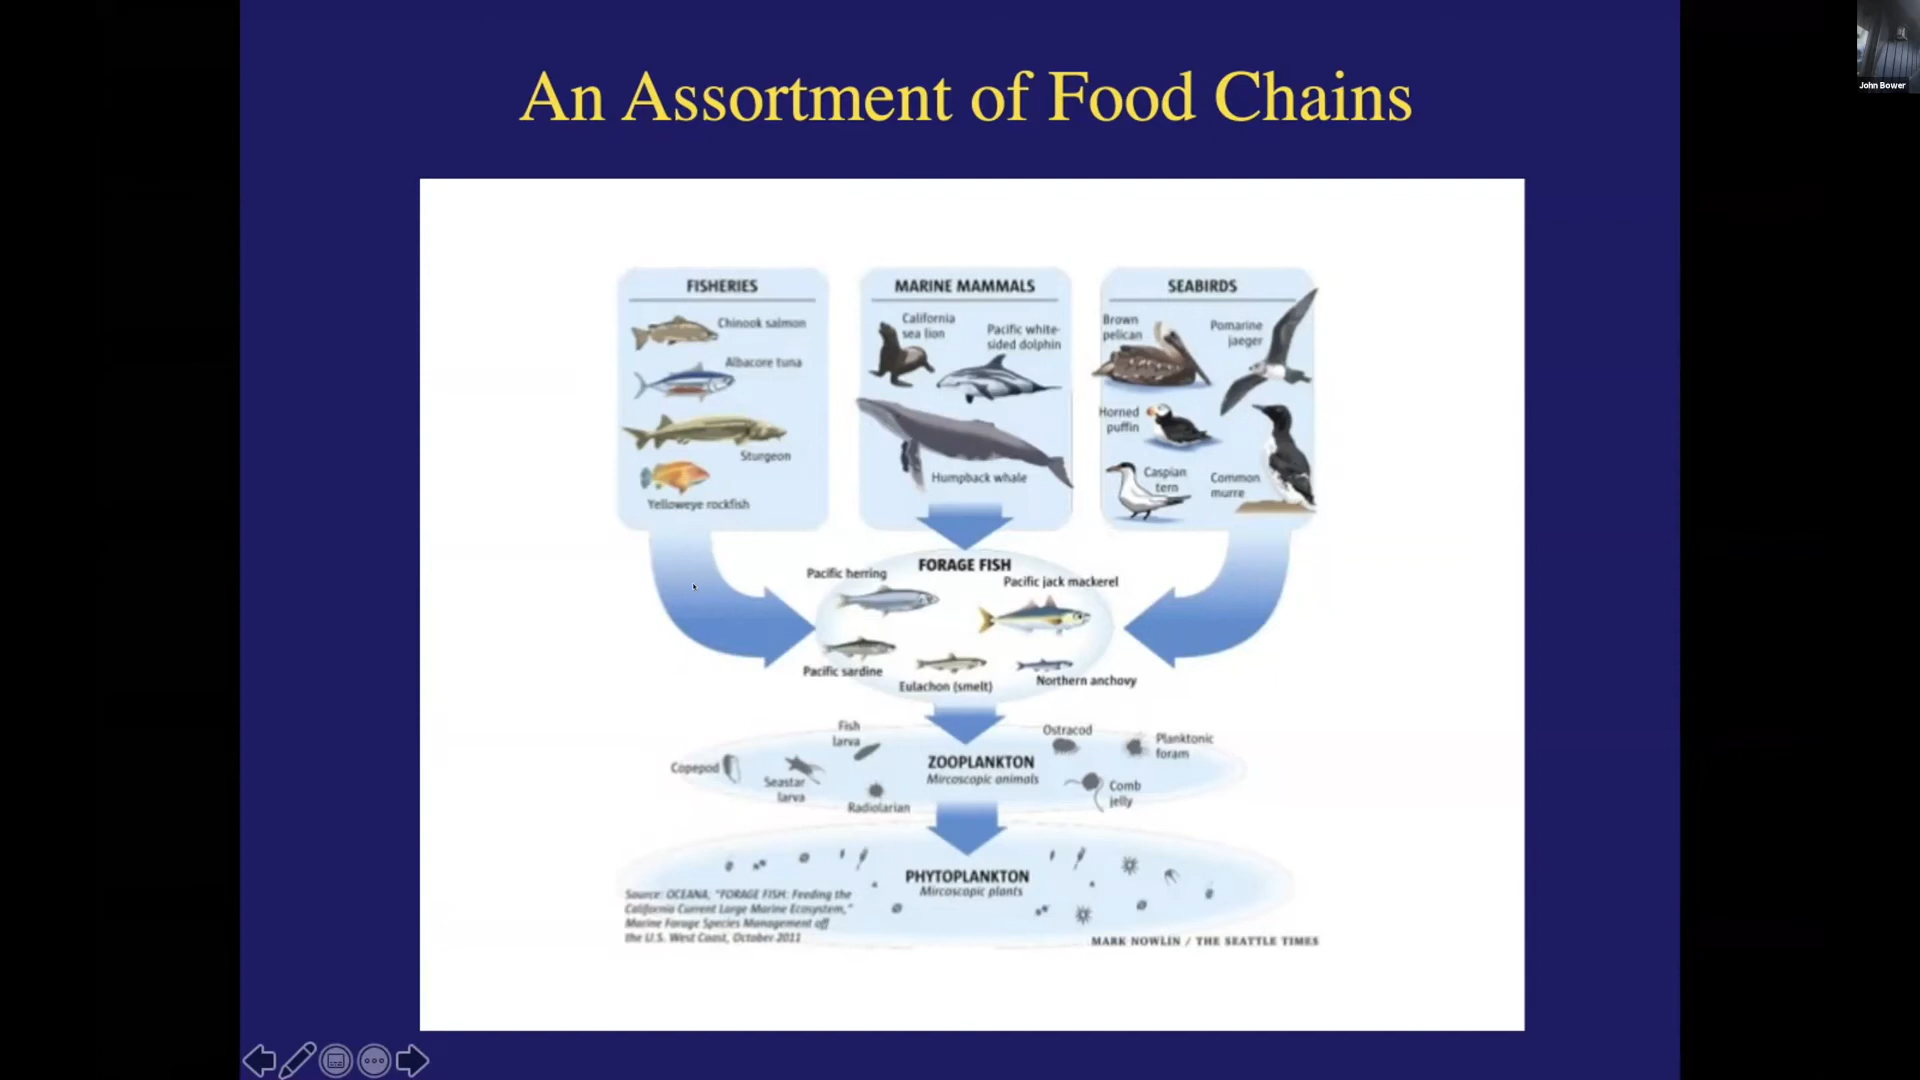 An Assortment of Food Chains
John Bower
FISHERIES
Chinook salmon
Albacore tuna
Sturgeon
Yelloweye rockfish
MARINE MAMMALS
California
sea lion
Pacific white-
sided dolphin
Humpback whale
SEABIRDS
Brown
pelican
Pomarine
jaeger
Horned
puffin
Caspian
tern
Common
murre
FORAGE FISH
Pacific herring
Pacific jack mackerel
Pacific sardine
Eulachon (smelt)
Northern anchovy
Fish
larva
Ostracod
Planktonic
foram
Copepod
Seastar
larva
Radiolarian
ZOOPLANKTON
Mircoscopic animals
Comb
jelly
PHYTOPLANKTON
Mircoscopic plants
Source: OCEANA, "FORAGE FISH: Feeding the
California Current Large Marine Ecosystem,"
Marine Forage Species Management off
the U.S. West Coast, October 2011
MARK NOWLIN / THE SEATTLE TIMES